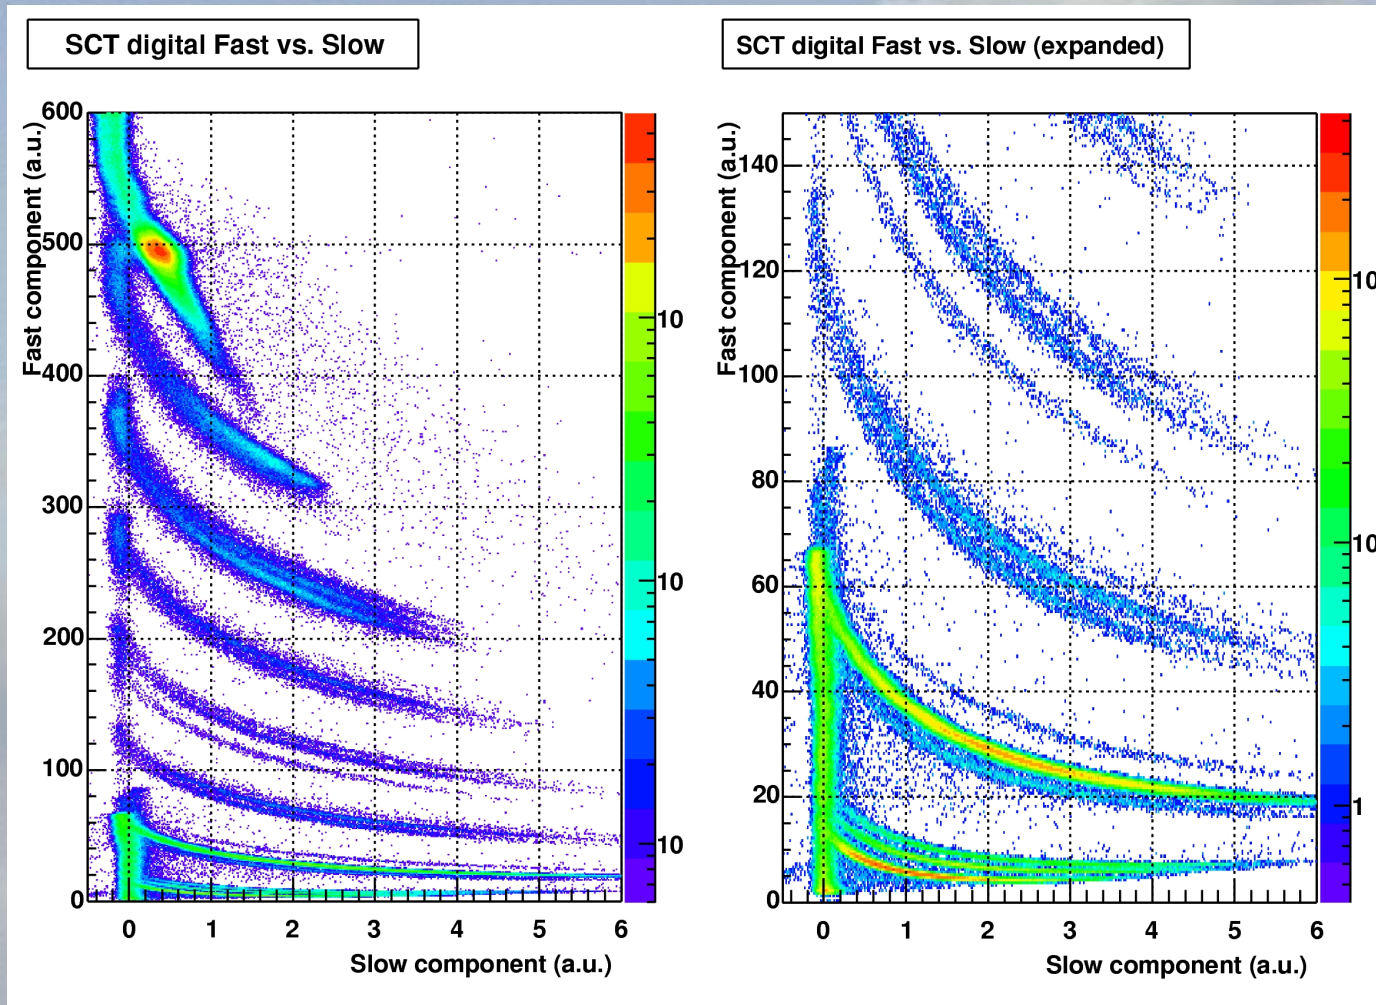 SCT digital Fast vs. Slow
Fast component (a.u.)
600
500
400
300
200
100
0
0 1 2 3 4 5 6
Slow component (a.u.)
10
10
10
SCT digital Fast vs. Slow (expanded)
Fast component (a.u.)
140
120
100
80
60
40
20
0
0 1 2 3 4 5 6
Slow component (a.u.)
10
10
1